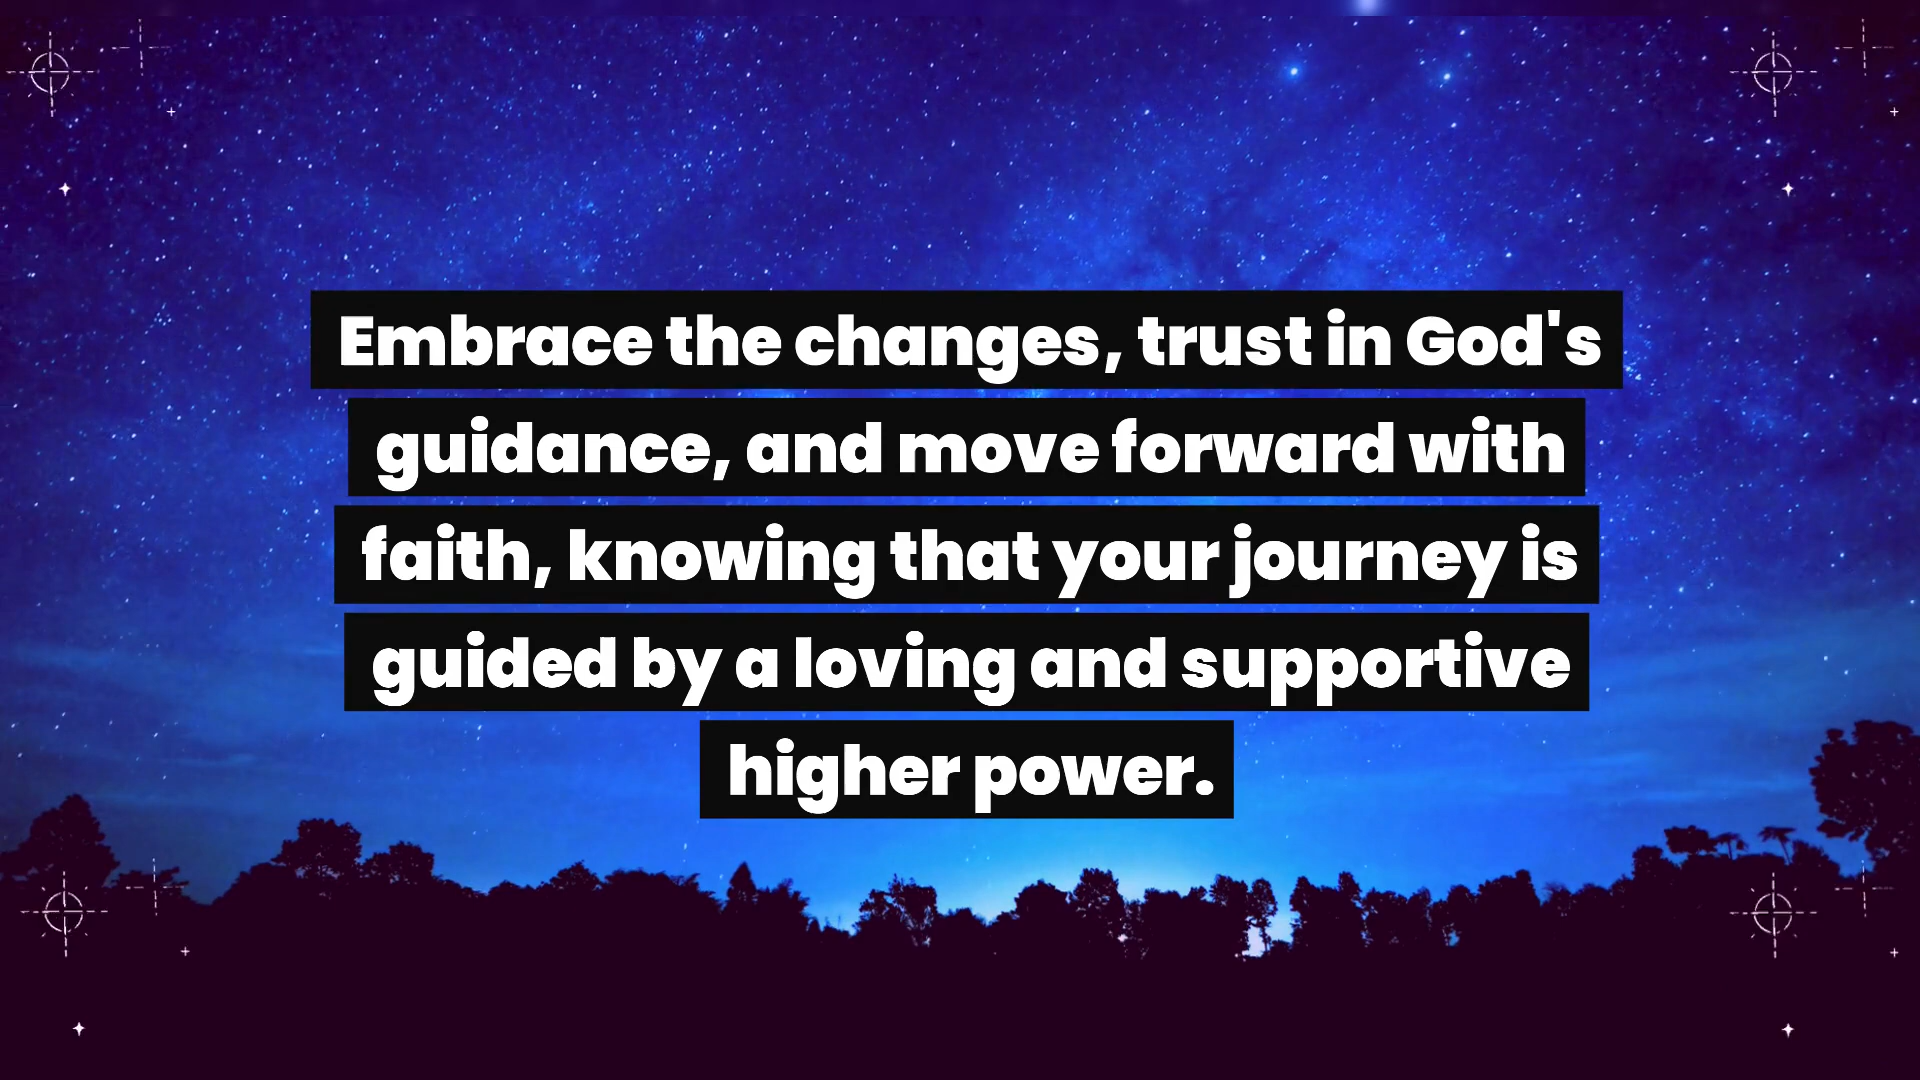 Embrace the changes, trust in God's
guidance, and move forward with
faith, knowing that your journey is
guided by a loving and supportive
higher power.